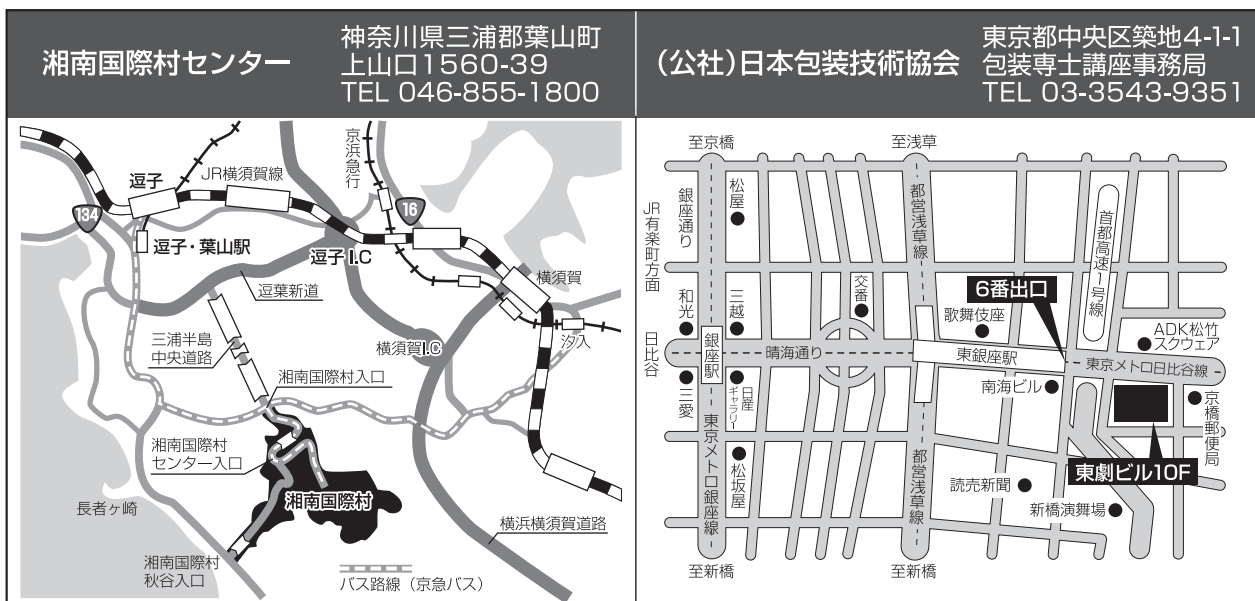 湘南国際村センター
神奈川県三浦郡葉山町
上山口1560-39
TEL 046-855-1800
(公社)日本包装技術協会
東京都中央区築地4-1-1
包装専士講座事務局
TEL 03-3543-9351
逗子
JR横須賀線
京浜急行
134
16
逗子・葉山駅
逗子I.C
横須賀
逗葉新道
汐入
三浦半島
中央道路
横須賀I.C
湘南国際村入口
湘南国際村
センター入口
湘南国際村
長者ヶ崎
横浜横須賀道路
湘南国際村
秋谷入口
バス路線（京急バス）
至京橋
至浅草
JR有楽町方面
銀座通り
松屋
都営浅草線
首都高速1号線
交番
6番出口
和光
三越
歌舞伎座
ADK松竹
スクウェア
日比谷
銀座駅
晴海通り
東銀座駅
東京メトロ日比谷線
三愛
日産
ギャラリー
南海ビル
京橋郵便局
東京メトロ銀座線
松坂屋
都営浅草線
東劇ビル10F
読売新聞
新橋演舞場
至新橋
至新橋